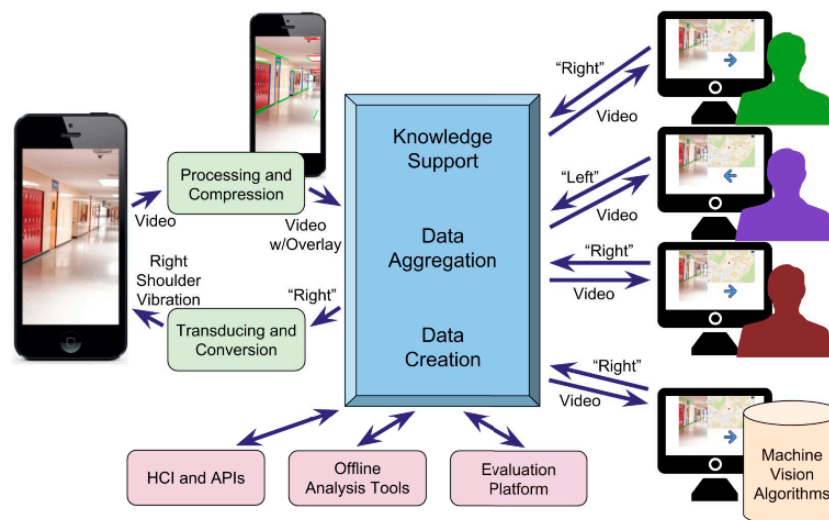 Processing and
Compression
Video
Video
w/Overlay
Right
Shoulder
Vibration
"Right"
Transducing and
Conversion
Knowledge
Support
Data
Aggregation
Data
Creation
"Right"
Video
"Left"
Video
"Right"
Video
"Right"
Video
Machine
Vision
Algorithms
HCI and APIs
Offline
Analysis Tools
Evaluation
Platform